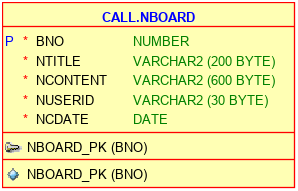 CALL.NBOARD
P * BNO NUMBER
* NTITLE VARCHAR2 (200 BYTE)
* NCONTENT VARCHAR2 (600 BYTE)
* NUSERID VARCHAR2 (30 BYTE)
* NCDATE DATE
NBOARD_PK (BNO)
NBOARD_PK (BNO)